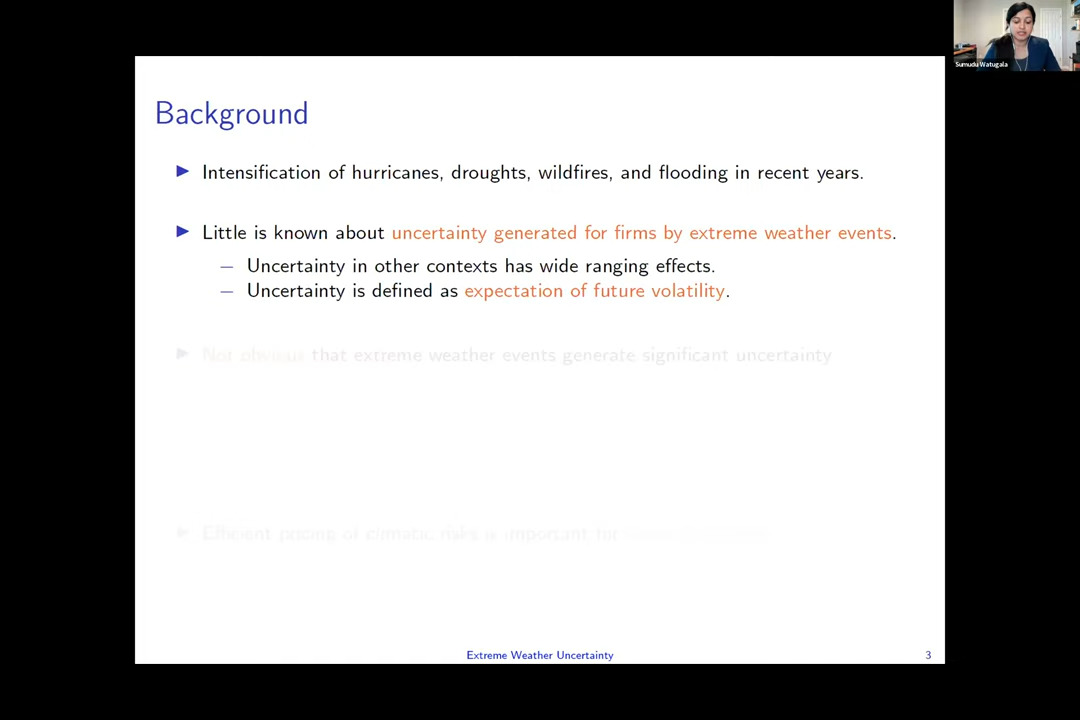 Sumudu Watugala
Background
▶ Intensification of hurricanes, droughts, wildfires, and flooding in recent years.
▶ Little is known about uncertainty generated for firms by extreme weather events.
– Uncertainty in other contexts has wide ranging effects.
– Uncertainty is defined as expectation of future volatility.
▶ Not obvious that extreme weather events generate significant uncertainty
▶ Efficient pricing of climatic risks is important for
Extreme Weather Uncertainty
3